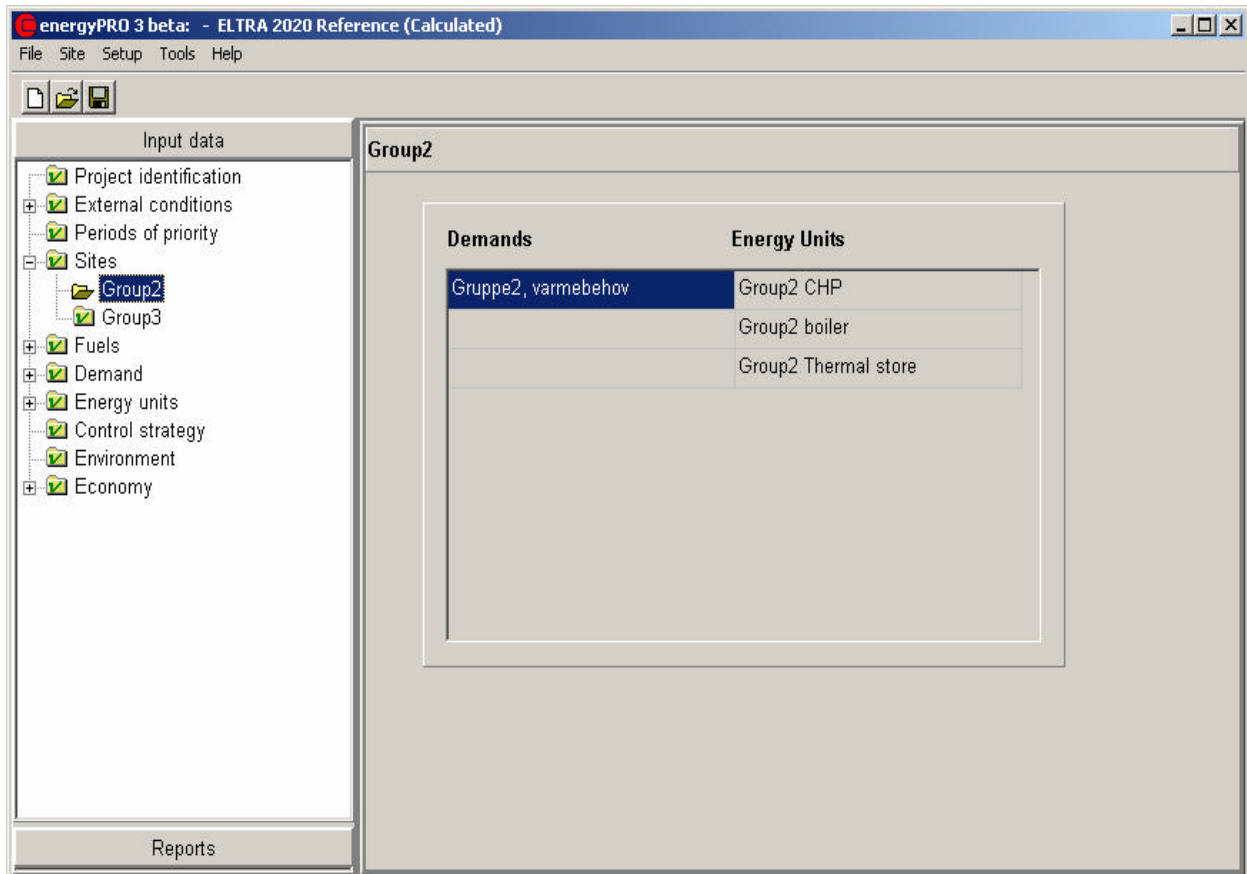 energyPRO 3 beta: - ELTRA 2020 Reference (Calculated)
File Site Setup Tools Help
Input data
Project identification
External conditions
Periods of priority
Sites
Group2
Group3
Fuels
Demand
Energy units
Control strategy
Environment
Economy
Reports
Group2
Demands Energy Units
Gruppe2, varmebehov Group2 CHP
Group2 boiler
Group2 Thermal store